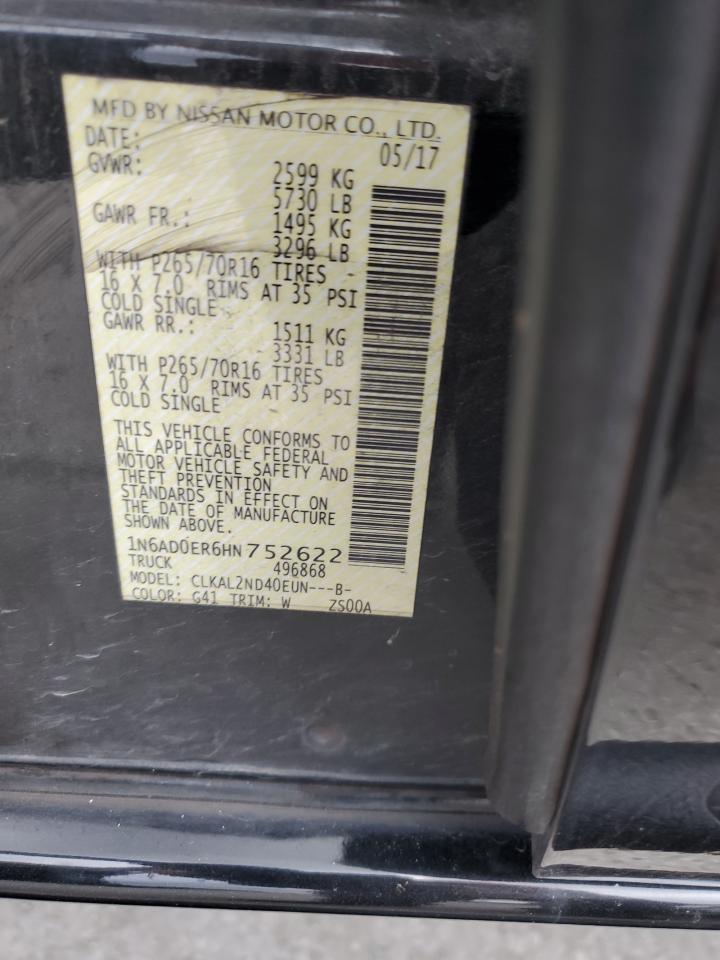 MFD BY NISSAN MOTOR CO., LTD.
DATE: 05/17
GVWR: 2599 KG
5730 LB
GAWR FR.: 1495 KG
3296 LB
WITH P265/70R16 TIRES -
16 X 7.0 RIMS AT 35 PSI
COLD SINGLE
GAWR RR.: 1511 KG
3331 LB
WITH P265/70R16 TIRES
16 X 7.0 RIMS AT 35 PSI
COLD SINGLE
THIS VEHICLE CONFORMS TO
ALL APPLICABLE FEDERAL
MOTOR VEHICLE SAFETY AND
THEFT PREVENTION
STANDARDS IN EFFECT ON
THE DATE OF MANUFACTURE
SHOWN ABOVE.
1N6AD0ER6HN752622
TRUCK 496868
MODEL: CLKAL2ND40EUN---B-
COLOR: G41 TRIM: W ZS00A